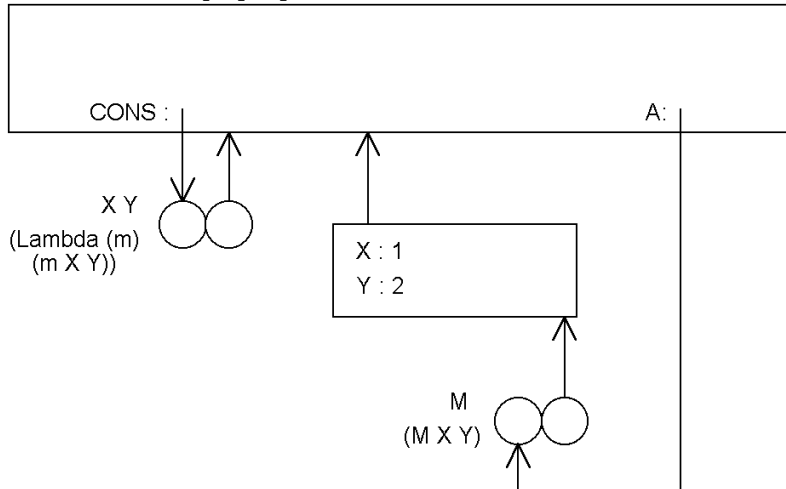 CONS :
A:
X Y
(Lambda (m)
(m X Y))
X : 1
Y : 2
M
(M X Y)